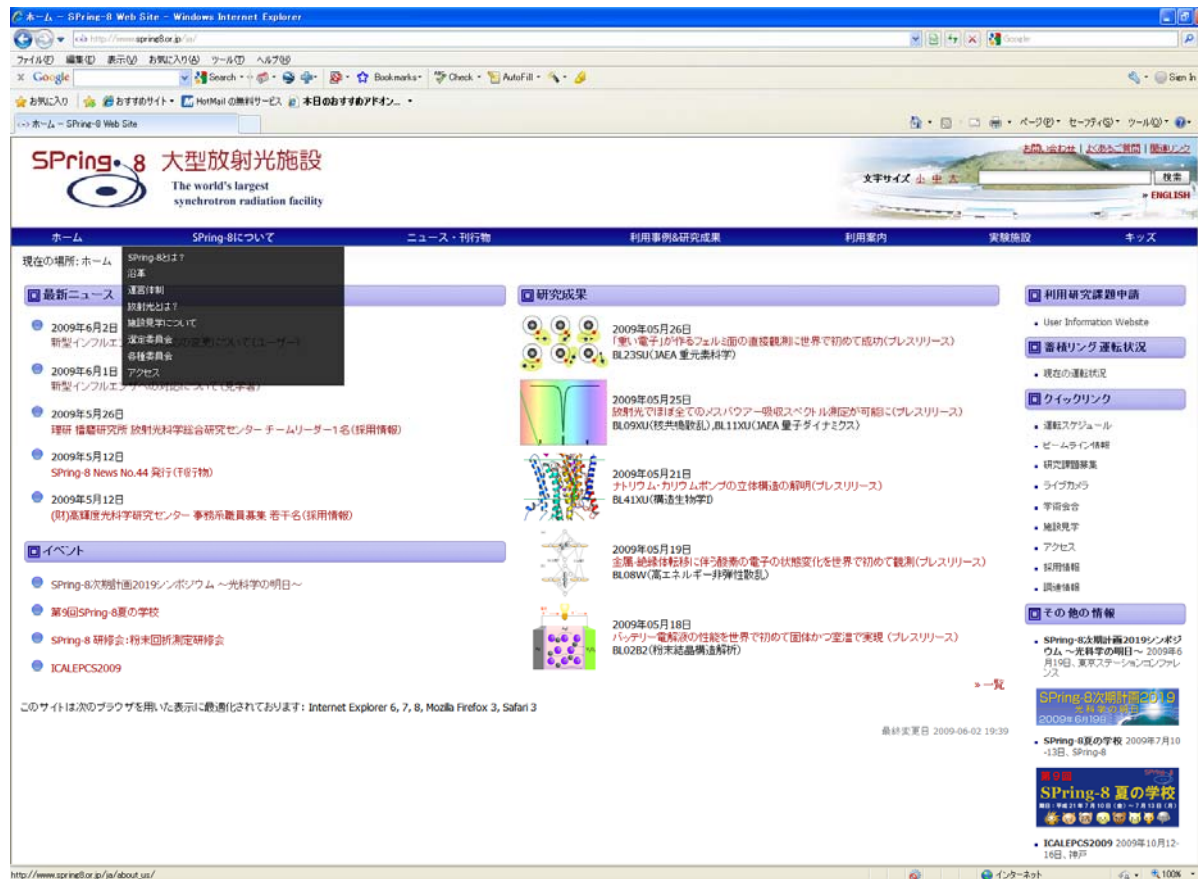 ホーム - SPring-8 Web Site - Windows Internet Explorer
http://www.spring8.or.jp/ja/
Google
ファイル(F) 編集(E) 表示(V) お気に入り(A) ツール(T) ヘルプ(H)
x Google Search Bookmarks Check AutoFill Sign In
お気に入り おすすめサイト HotMail の無料サービス 本日のおすすめアドオン...
ホーム - SPring-8 Web Site
ページ(P) セーフティ(S) ツール(O)
SPring-8 大型放射光施設
The world's largest
synchrotron radiation facility
お問い合わせ | よくあるご質問 | 関連リンク
文字サイズ 小 中 大 検索
» ENGLISH
ホーム SPring-8について ニュース・刊行物 利用事例&研究成果 利用案内 実験施設 キッズ
現在の場所: ホーム
SPring-8とは?
沿革
運営体制
放射光とは?
施設見学について
選定委員会
各種委員会
アクセス
最新ニュース
2009年6月2日
新型インフルエン
2009年6月1日
新型インフルエンザへの対応について(見学者)
2009年5月26日
理研 播磨研究所 放射光科学総合研究センター チームリーダー1名(採用情報)
2009年5月12日
SPring-8 News No.44 発行(刊行物)
2009年5月12日
(財)高輝度光科学研究センター 事務系職員募集 若干名(採用情報)
イベント
SPring-8次期計画2019シンポジウム ~光科学の明日~
第9回SPring-8夏の学校
SPring-8 研修会:粉末回折測定研修会
ICALEPCS2009
研究成果
2009年05月26日
「重い電子」が作るフェルミ面の直接観測に世界で初めて成功(プレスリリース)
BL23SU(JAEA 重元素科学)
2009年05月25日
放射光でほぼ全てのメスバウアー吸収スペクトル測定が可能に(プレスリリース)
BL09XU(核共鳴散乱),BL11XU(JAEA 量子ダイナミクス)
2009年05月21日
ナトリウム・カリウムポンプの立体構造の解明(プレスリリース)
BL41XU(構造生物学I)
2009年05月19日
金属-絶縁体転移に伴う酸素の電子の状態変化を世界で初めて観測(プレスリリース)
BL08W(高エネルギー非弾性散乱)
2009年05月18日
バッテリー電解液の性能を世界で初めて固体かつ室温で実現 (プレスリリース)
BL02B2(粉末結晶構造解析)
» 一覧
利用研究課題申請
User Information Website
蓄積リング運転状況
現在の運転状況
クイックリンク
運転スケジュール
ビームライン情報
研究課題募集
ライブカメラ
学術会合
施設見学
アクセス
採用情報
調達情報
その他の情報
SPring-8次期計画2019シンポジ
ウム ~光科学の明日~ 2009年6
月19日、東京ステーションコンファレ
ンス
SPring-8次期計画2019
光科学の明日
2009年6月19日
SPring-8夏の学校 2009年7月10
-13日、SPring-8
第9回
SPring-8 夏の学校
期日:平成21年7月10日(金)~7月13日(月)
ICALEPCS2009 2009年10月12-
16日、神戸
このサイトは次のブラウザを用いた表示に最適化されております: Internet Explorer 6, 7, 8, Mozilla Firefox 3, Safari 3
最終変更日 2009-06-02 19:39
http://www.spring8.or.jp/ja/about_us/
インターネット 100%